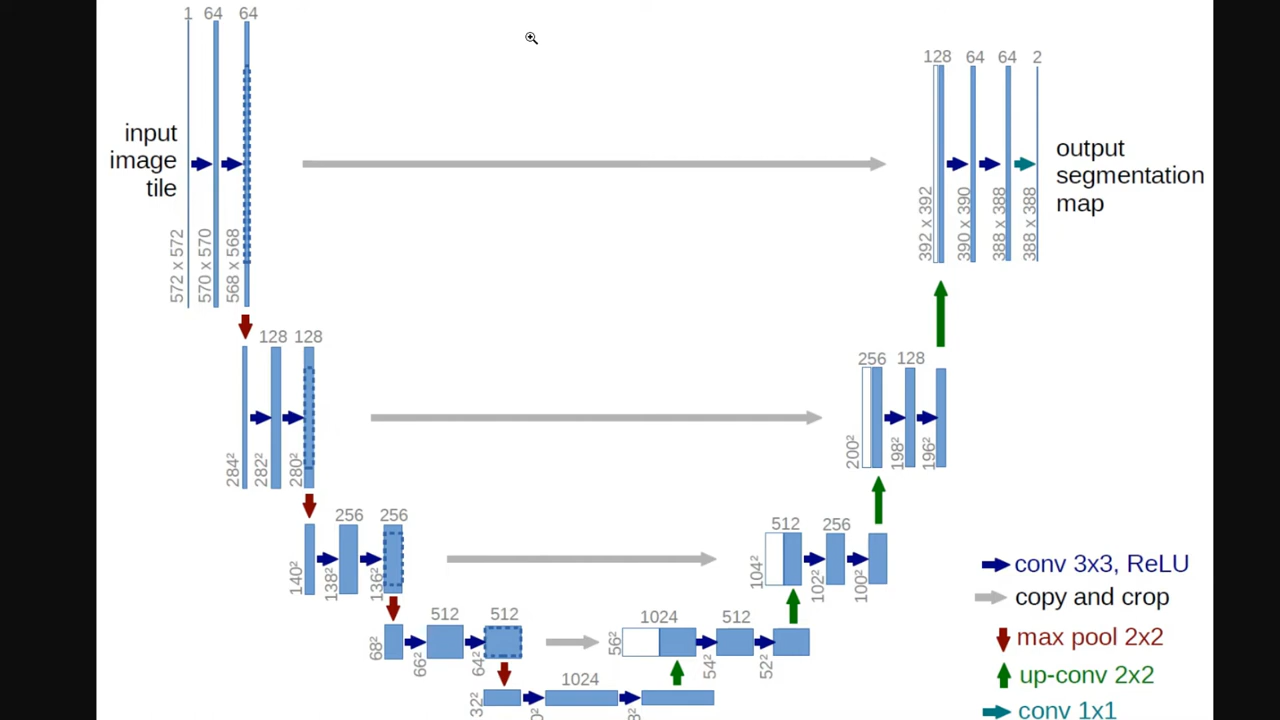 1 64 64
128 64 64 2
input
image
tile
output
segmentation
map
572 x 572
570 x 570
568 x 568
392 x 392
390 x 390
388 x 388
388 x 388
128 128
256 128
284²
282²
280²
200²
198²
196²
256 256
512 256
140²
138²
136²
104²
102²
100²
512 512
1024 512
68²
66²
64²
56²
54²
52²
1024
32²
conv 3x3, ReLU
copy and crop
max pool 2x2
up-conv 2x2
conv 1x1